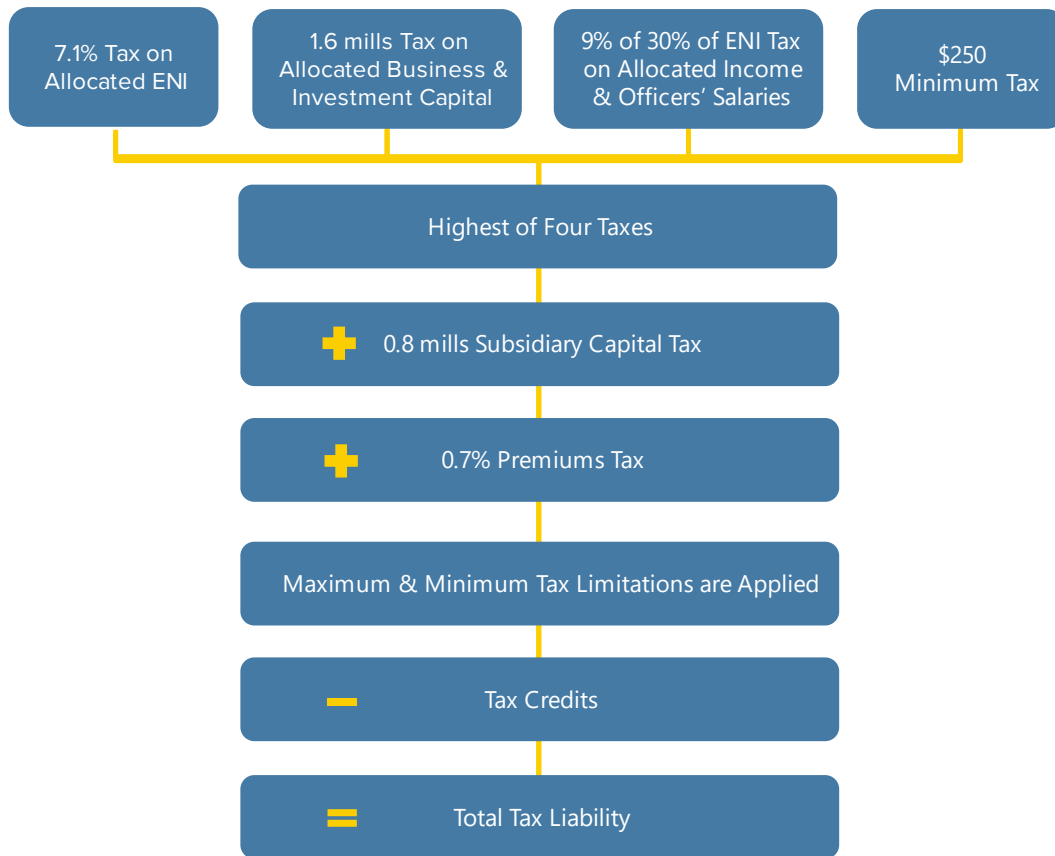 7.1% Tax on
Allocated ENI
1.6 mills Tax on
Allocated Business &
Investment Capital
9% of 30% of ENI Tax
on Allocated Income
& Officers’ Salaries
$250
Minimum Tax
Highest of Four Taxes
+ 0.8 mills Subsidiary Capital Tax
+ 0.7% Premiums Tax
Maximum & Minimum Tax Limitations are Applied
− Tax Credits
= Total Tax Liability